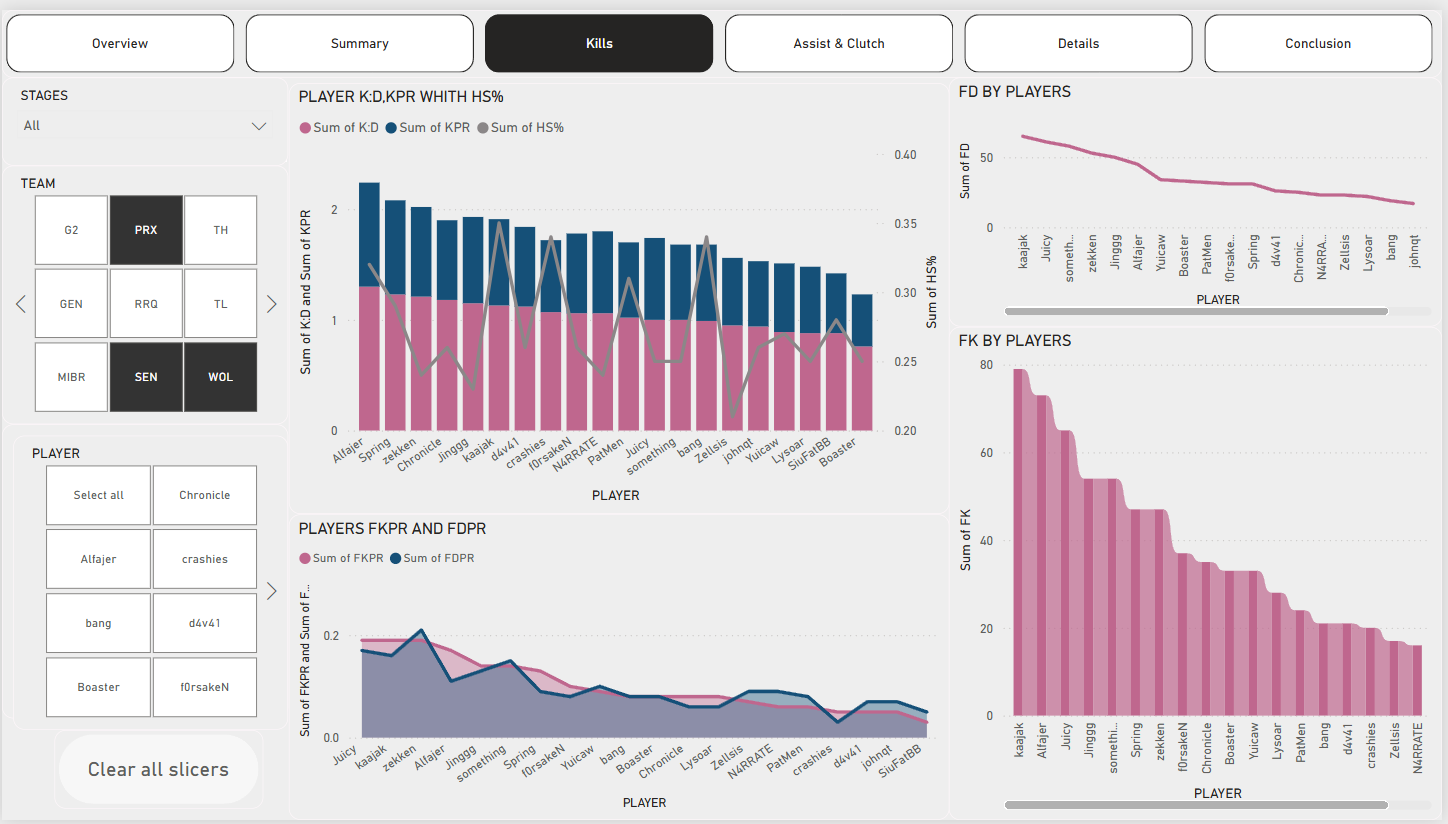 Overview
Summary
Kills
Assist & Clutch
Details
Conclusion
STAGES
All
TEAM
G2
PRX
TH
GEN
RRQ
TL
MIBR
SEN
WOL
PLAYER
Select all
Chronicle
Alfajer
crashies
bang
d4v41
Boaster
f0rsakeN
Clear all slicers
PLAYER K:D,KPR WHITH HS%
Sum of K:D
Sum of KPR
Sum of HS%
Sum of K:D and Sum of KPR
2
1
0
0.40
0.35
0.30
0.25
0.20
Sum of HS%
Alfajer
Spring
zekken
Chronicle
Jinggg
kaajak
d4v41
crashies
f0rsakeN
N4RRATE
PatMen
Juicy
something
bang
Zellsis
johnqt
Yuicaw
Lysoar
SiuFatBB
Boaster
PLAYER
PLAYERS FKPR AND FDPR
Sum of FKPR
Sum of FDPR
Sum of FKPR and Sum of F...
0.2
0.0
Juicy
kaajak
zekken
Alfajer
Jinggg
something
Spring
f0rsakeN
Yuicaw
bang
Boaster
Chronicle
Lysoar
Zellsis
N4RRATE
PatMen
crashies
d4v41
johnqt
SiuFatBB
PLAYER
FD BY PLAYERS
Sum of FD
50
0
kaajak
Juicy
someth...
zekken
Jinggg
Alfajer
Yuicaw
Boaster
PatMen
f0rsake...
Spring
d4v41
Chronic...
N4RRA...
Zellsis
Lysoar
bang
johnqt
PLAYER
FK BY PLAYERS
Sum of FK
80
60
40
20
0
kaajak
Alfajer
Juicy
Jinggg
somethi...
Spring
zekken
f0rsakeN
Chronicle
Boaster
Yuicaw
Lysoar
PatMen
bang
d4v41
crashies
Zellsis
N4RRATE
PLAYER